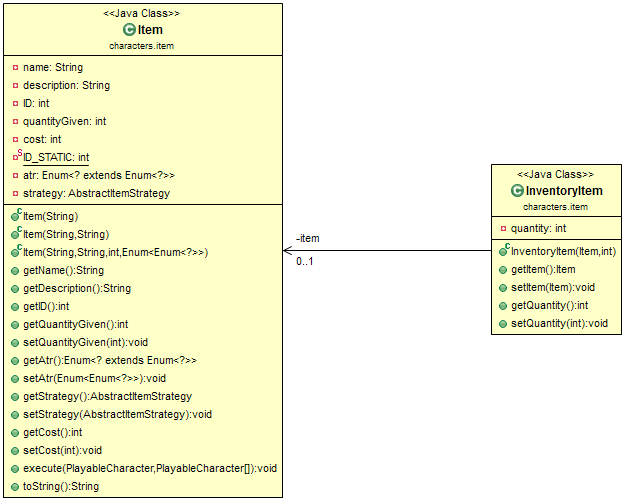 <<Java Class>>
Item
characters.item
name: String
description: String
ID: int
quantityGiven: int
cost: int
ID_STATIC: int
atr: Enum<? extends Enum<?>>
strategy: AbstractItemStrategy
Item(String)
Item(String,String)
Item(String,String,int,Enum<Enum<?>>)
getName():String
getDescription():String
getID():int
getQuantityGiven():int
setQuantityGiven(int):void
getAtr():Enum<? extends Enum<?>>
setAtr(Enum<Enum<?>>):void
getStrategy():AbstractItemStrategy
setStrategy(AbstractItemStrategy):void
getCost():int
setCost(int):void
execute(PlayableCharacter,PlayableCharacter[]):void
toString():String
-item
0..1
<<Java Class>>
InventoryItem
characters.item
quantity: int
InventoryItem(Item,int)
getItem():Item
setItem(Item):void
getQuantity():int
setQuantity(int):void